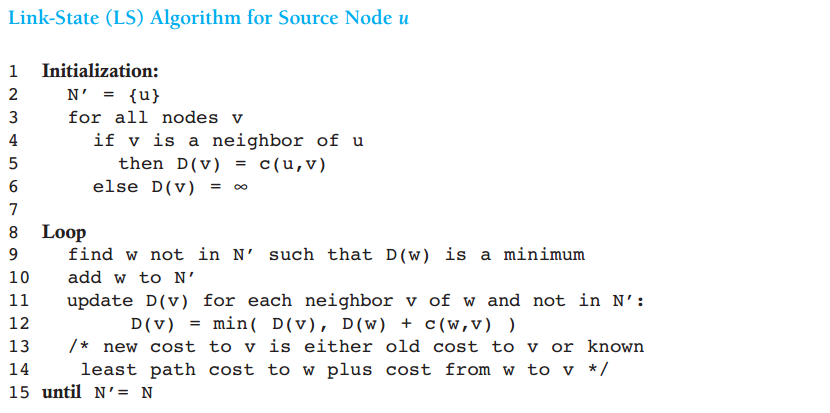 Link-State (LS) Algorithm for Source Node u
1 Initialization:
2 N′ = {u}
3 for all nodes v
4 if v is a neighbor of u
5 then D(v) = c(u,v)
6 else D(v) = ∞
7
8 Loop
9 find w not in N′ such that D(w) is a minimum
10 add w to N′
11 update D(v) for each neighbor v of w and not in N′:
12 D(v) = min( D(v), D(w) + c(w,v) )
13 /* new cost to v is either old cost to v or known
14 least path cost to w plus cost from w to v */
15 until N′= N